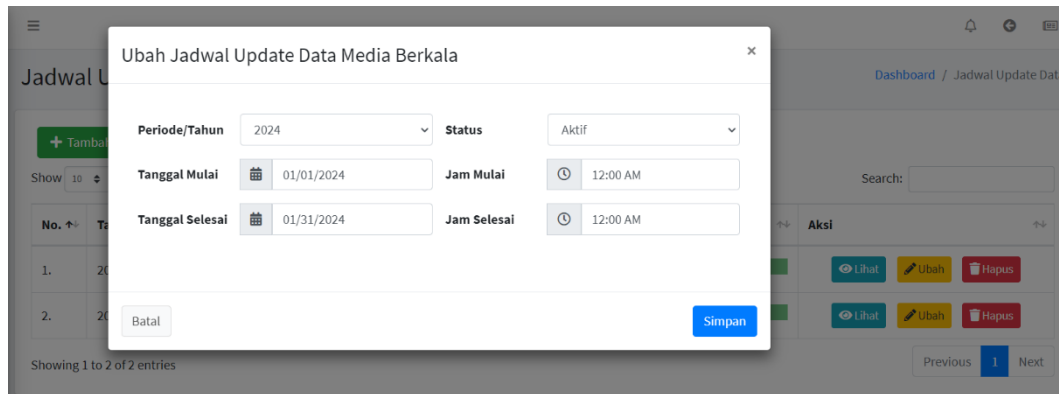 Ubah Jadwal Update Data Media Berkala ×
Jadwal U
Dashboard / Jadwal Update Dat
Periode/Tahun 2024 Status Aktif
+ Tambah
Tanggal Mulai 01/01/2024 Jam Mulai 12:00 AM
Show 10
Search:
Tanggal Selesai 01/31/2024 Jam Selesai 12:00 AM
No. Ta Aksi
1. 20 Lihat Ubah Hapus
2. 20 Lihat Ubah Hapus
Batal Simpan
Showing 1 to 2 of 2 entries
Previous 1 Next